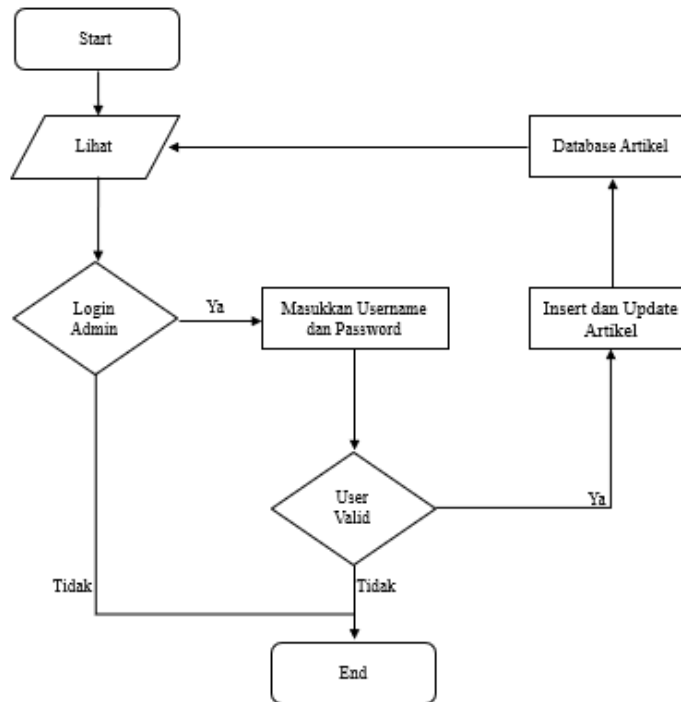 Start
Lihat
Database Artikel
Login
Admin
Ya
Masukkan Username
dan Password
Insert dan Update
Artikel
User
Valid
Ya
Tidak
Tidak
End